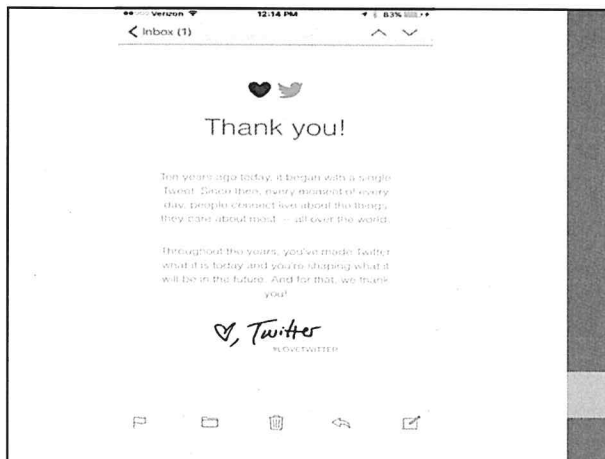 Verizon 12:14 PM 83%
Inbox (1)
Thank you!
Ten years ago today, it began with a single
Tweet. Since then, every moment of every
day, people connect live about the things
they care about most — all over the world.
Throughout the years, you've made Twitter
what it is today and you're shaping what it
will be in the future. And for that, we thank
you!
♡, Twitter
#LOVETWITTER